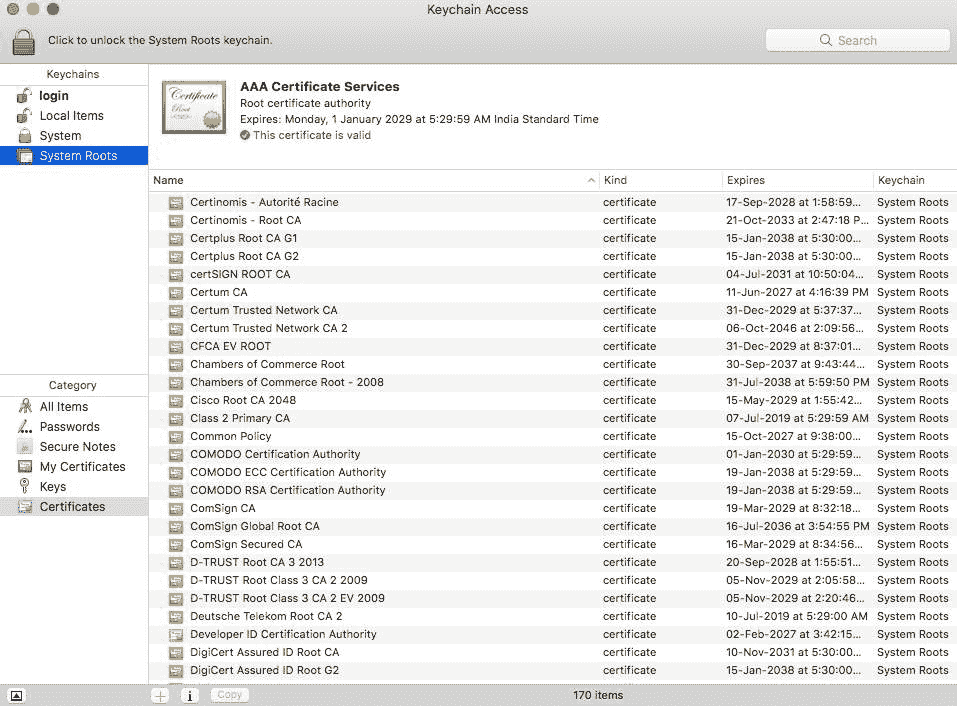 Keychain Access
Click to unlock the System Roots keychain.
Search
Keychains
login
Local Items
System
System Roots
Certificate
Root
AAA Certificate Services
Root certificate authority
Expires: Monday, 1 January 2029 at 5:29:59 AM India Standard Time
This certificate is valid
Name Kind Expires Keychain
Certinomis - Autorité Racine certificate 17-Sep-2028 at 1:58:59... System Roots
Certinomis - Root CA certificate 21-Oct-2033 at 2:47:18 P... System Roots
Certplus Root CA G1 certificate 15-Jan-2038 at 5:30:00... System Roots
Certplus Root CA G2 certificate 15-Jan-2038 at 5:30:00... System Roots
certSIGN ROOT CA certificate 04-Jul-2031 at 10:50:04... System Roots
Certum CA certificate 11-Jun-2027 at 4:16:39 PM System Roots
Certum Trusted Network CA certificate 31-Dec-2029 at 5:37:37... System Roots
Certum Trusted Network CA 2 certificate 06-Oct-2046 at 2:09:56... System Roots
CFCA EV ROOT certificate 31-Dec-2029 at 8:37:01... System Roots
Chambers of Commerce Root certificate 30-Sep-2037 at 9:43:44... System Roots
Chambers of Commerce Root - 2008 certificate 31-Jul-2038 at 5:59:50 PM System Roots
Cisco Root CA 2048 certificate 15-May-2029 at 1:55:42... System Roots
Class 2 Primary CA certificate 07-Jul-2019 at 5:29:59 AM System Roots
Common Policy certificate 15-Oct-2027 at 9:38:00... System Roots
COMODO Certification Authority certificate 01-Jan-2030 at 5:29:59... System Roots
COMODO ECC Certification Authority certificate 19-Jan-2038 at 5:29:59... System Roots
COMODO RSA Certification Authority certificate 19-Jan-2038 at 5:29:59... System Roots
ComSign CA certificate 19-Mar-2029 at 8:32:18... System Roots
ComSign Global Root CA certificate 16-Jul-2036 at 3:54:55 PM System Roots
ComSign Secured CA certificate 16-Mar-2029 at 8:34:56... System Roots
D-TRUST Root CA 3 2013 certificate 20-Sep-2028 at 1:55:51... System Roots
D-TRUST Root Class 3 CA 2 2009 certificate 05-Nov-2029 at 2:05:58... System Roots
D-TRUST Root Class 3 CA 2 EV 2009 certificate 05-Nov-2029 at 2:20:46... System Roots
Deutsche Telekom Root CA 2 certificate 10-Jul-2019 at 5:29:00 AM System Roots
Developer ID Certification Authority certificate 02-Feb-2027 at 3:42:15... System Roots
DigiCert Assured ID Root CA certificate 10-Nov-2031 at 5:30:00... System Roots
DigiCert Assured ID Root G2 certificate 15-Jan-2038 at 5:30:00... System Roots
Category
All Items
Passwords
Secure Notes
My Certificates
Keys
Certificates
Copy
170 items